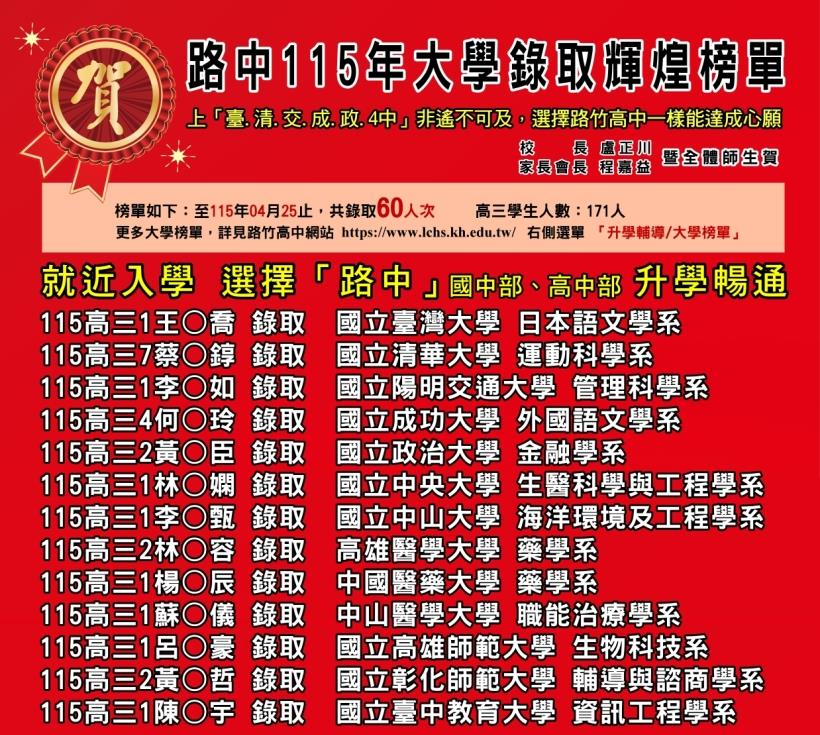 賀
路中115年大學錄取輝煌榜單
上「臺.清.交.成.政.4中」非遙不可及，選擇路竹高中一樣能達成心願
校長 盧正川
家長會長 程嘉益
暨全體師生賀
榜單如下：至115年04月25止，共錄取60人次 高三學生人數：171人
更多大學榜單，詳見路竹高中網站 https://www.lchs.kh.edu.tw/ 右側選單 「升學輔導/大學榜單」
就近入學 選擇「路中」國中部、高中部 升學暢通
115高三1王○喬 錄取 國立臺灣大學 日本語文學系
115高三7蔡○錞 錄取 國立清華大學 運動科學系
115高三1李○如 錄取 國立陽明交通大學 管理科學系
115高三4何○玲 錄取 國立成功大學 外國語文學系
115高三2黃○臣 錄取 國立政治大學 金融學系
115高三1林○嫻 錄取 國立中央大學 生醫科學與工程學系
115高三1李○甄 錄取 國立中山大學 海洋環境及工程學系
115高三2林○容 錄取 高雄醫學大學 藥學系
115高三1楊○辰 錄取 中國醫藥大學 藥學系
115高三1蘇○儀 錄取 中山醫學大學 職能治療學系
115高三1呂○豪 錄取 國立高雄師範大學 生物科技系
115高三2黃○哲 錄取 國立彰化師範大學 輔導與諮商學系
115高三1陳○宇 錄取 國立臺中教育大學 資訊工程學系